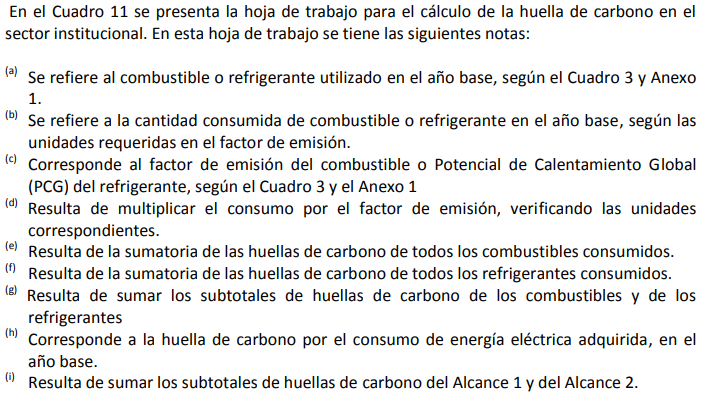 En el Cuadro 11 se presenta la hoja de trabajo para el cálculo de la huella de carbono en el
sector institucional. En esta hoja de trabajo se tiene las siguientes notas:
(a) Se refiere al combustible o refrigerante utilizado en el año base, según el Cuadro 3 y Anexo
1.
(b) Se refiere a la cantidad consumida de combustible o refrigerante en el año base, según las
unidades requeridas en el factor de emisión.
(c) Corresponde al factor de emisión del combustible o Potencial de Calentamiento Global
(PCG) del refrigerante, según el Cuadro 3 y el Anexo 1
(d) Resulta de multiplicar el consumo por el factor de emisión, verificando las unidades
correspondientes.
(e) Resulta de la sumatoria de las huellas de carbono de todos los combustibles consumidos.
(f) Resulta de la sumatoria de las huellas de carbono de todos los refrigerantes consumidos.
(g) Resulta de sumar los subtotales de huellas de carbono de los combustibles y de los
refrigerantes
(h) Corresponde a la huella de carbono por el consumo de energía eléctrica adquirida, en el
año base.
(i) Resulta de sumar los subtotales de huellas de carbono del Alcance 1 y del Alcance 2.